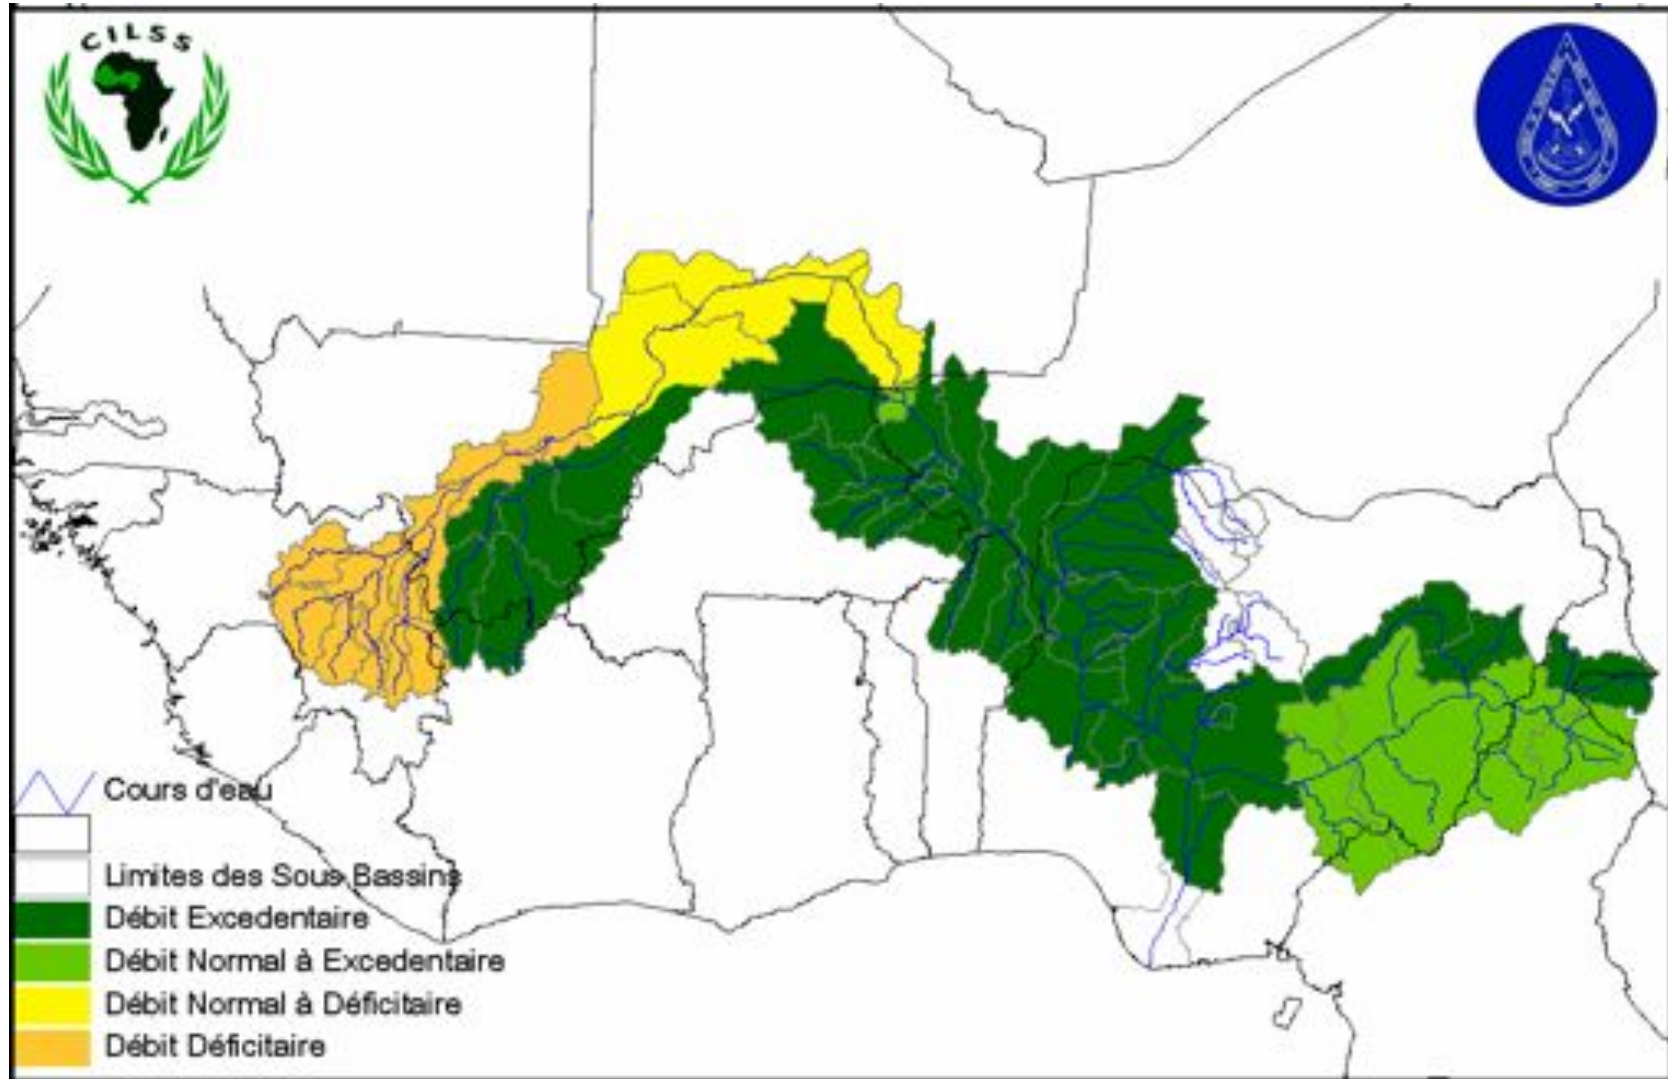 CILSS
Cours d'eau
Limites des Sous Bassins
Débit Excedentaire
Débit Normal à Excedentaire
Débit Normal à Déficitaire
Débit Déficitaire